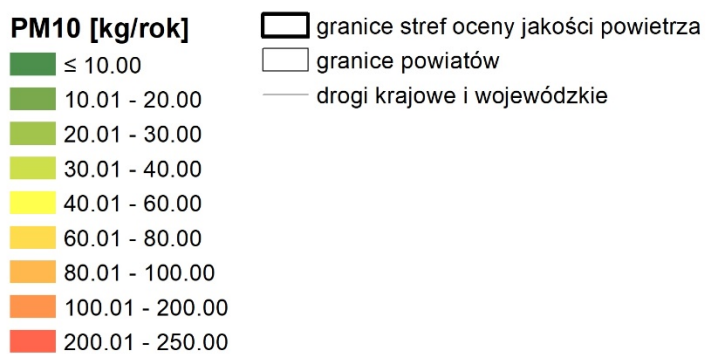 PM10 [kg/rok]
≤ 10.00
10.01 - 20.00
20.01 - 30.00
30.01 - 40.00
40.01 - 60.00
60.01 - 80.00
80.01 - 100.00
100.01 - 200.00
200.01 - 250.00
granice stref oceny jakości powietrza
granice powiatów
drogi krajowe i wojewódzkie